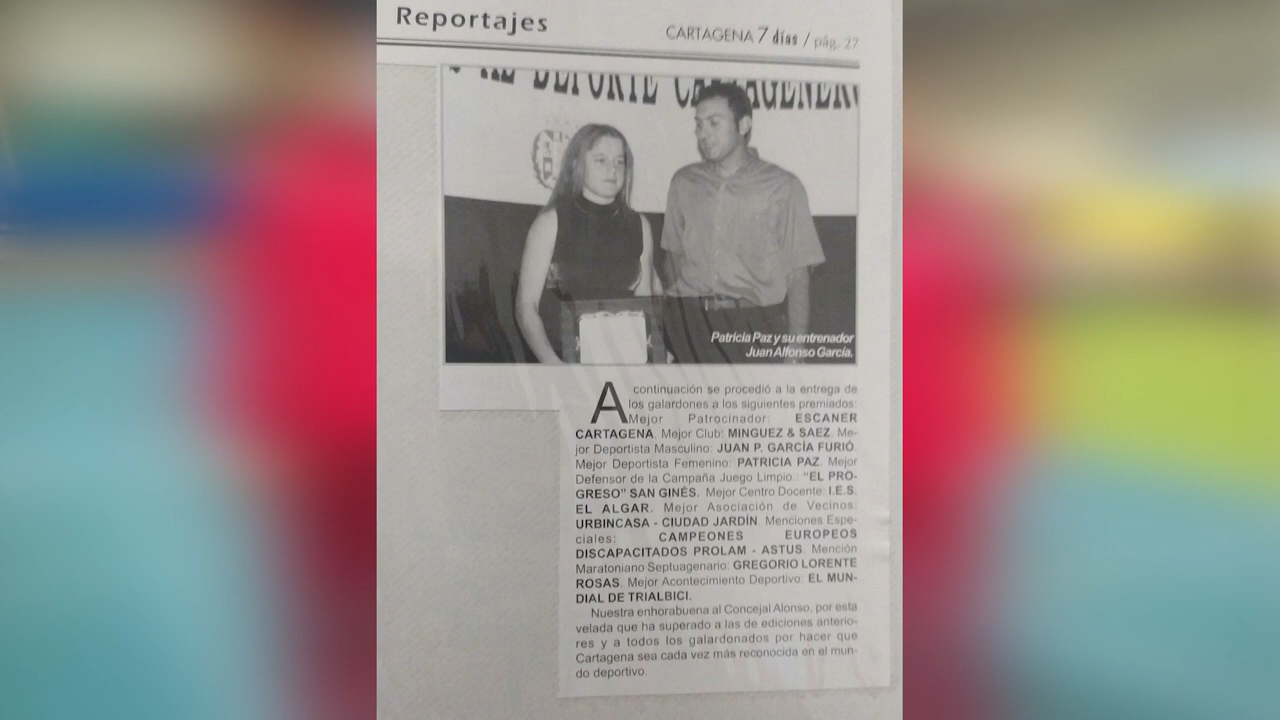 Reportajes
CARTAGENA 7 días / pág. 27
AL DEPORTE CARTAGENERO
Patricia Paz y su entrenador
Juan Alfonso García.
A continuación se procedió a la entrega de
los galardones a los siguientes premiados:
Mejor Patrocinador: ESCANER
CARTAGENA. Mejor Club: MINGUEZ & SAEZ. Me-
jor Deportista Masculino: JUAN P. GARCÍA FURIÓ.
Mejor Deportista Femenino: PATRICIA PAZ. Mejor
Defensor de la Campaña Juego Limpio.: "EL PRO-
GRESO" SAN GINÉS. Mejor Centro Docente: I.E.S.
EL ALGAR. Mejor Asociación de Vecinos:
URBINCASA - CIUDAD JARDÍN. Menciones Espe-
ciales: CAMPEONES EUROPEOS
DISCAPACITADOS PROLAM - ASTUS. Mención
Maratoniano Septuagenario: GREGORIO LORENTE
ROSAS. Mejor Acontecimiento Deportivo: EL MUN-
DIAL DE TRIALBICI.
Nuestra enhorabuena al Concejal Alonso, por esta
velada que ha superado a las de ediciones anterio-
res y a todos los galardonados por hacer que
Cartagena sea cada vez más reconocida en el mun-
do deportivo.